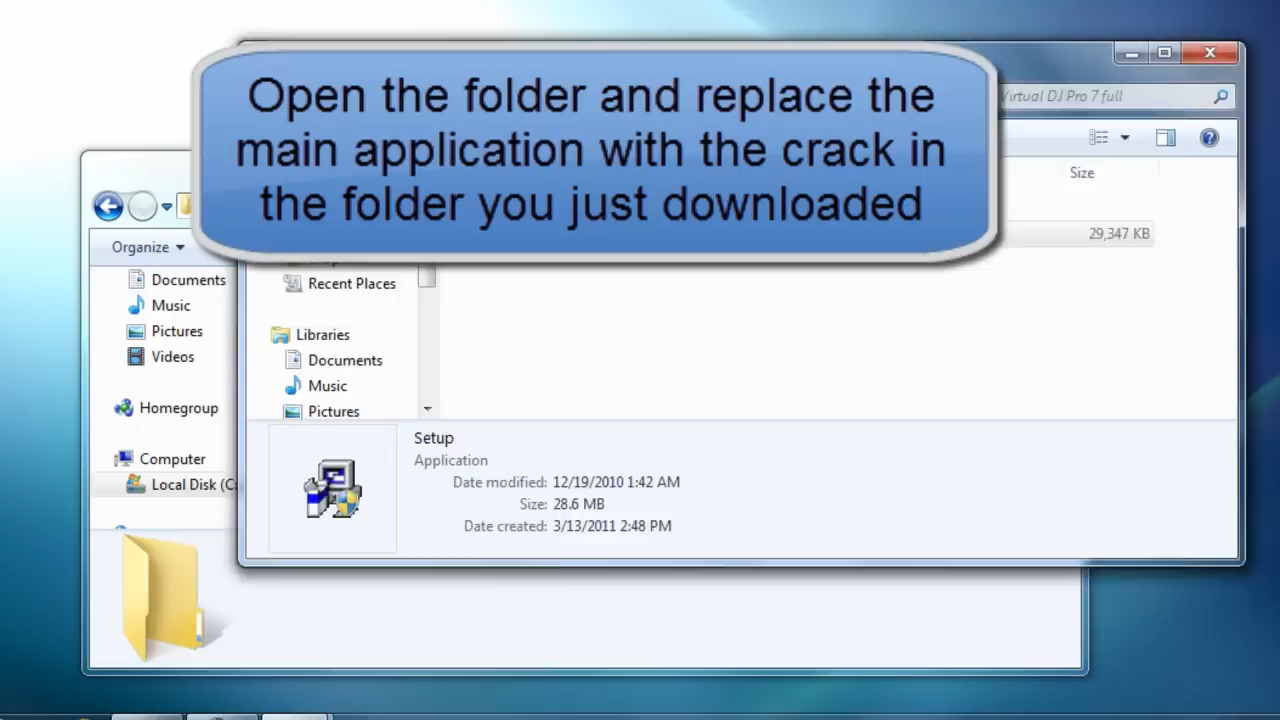 Open the folder and replace the
main application with the crack in
the folder you just downloaded
Virtual DJ Pro 7 full
Organize
Size
29,347 KB
Documents
Music
Pictures
Videos
Homegroup
Computer
Local Disk (C:
Recent Places
Libraries
Documents
Music
Pictures
Setup
Application
Date modified: 12/19/2010 1:42 AM
Size: 28.6 MB
Date created: 3/13/2011 2:48 PM